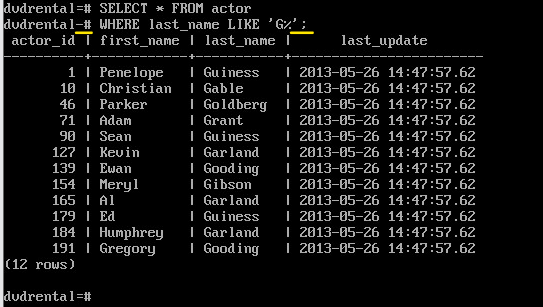 dvdrental=# SELECT * FROM actor
dvdrental-# WHERE last_name LIKE 'G%';
 actor_id | first_name | last_name |      last_update
----------+------------+-----------+------------------------
        1 | Penelope   | Guiness   | 2013-05-26 14:47:57.62
       10 | Christian  | Gable     | 2013-05-26 14:47:57.62
       46 | Parker     | Goldberg  | 2013-05-26 14:47:57.62
       71 | Adam       | Grant     | 2013-05-26 14:47:57.62
       90 | Sean       | Guiness   | 2013-05-26 14:47:57.62
      127 | Kevin      | Garland   | 2013-05-26 14:47:57.62
      139 | Ewan       | Gooding   | 2013-05-26 14:47:57.62
      154 | Meryl      | Gibson    | 2013-05-26 14:47:57.62
      165 | Al         | Garland   | 2013-05-26 14:47:57.62
      179 | Ed         | Guiness   | 2013-05-26 14:47:57.62
      184 | Humphrey   | Garland   | 2013-05-26 14:47:57.62
      191 | Gregory    | Gooding   | 2013-05-26 14:47:57.62
(12 rows)
dvdrental=#